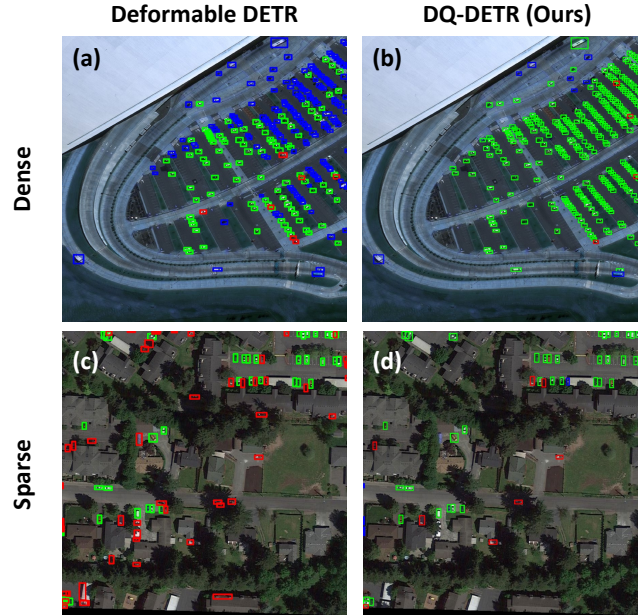 Deformable DETR
DQ-DETR (Ours)
Dense
(a)
(b)
Sparse
(c)
(d)